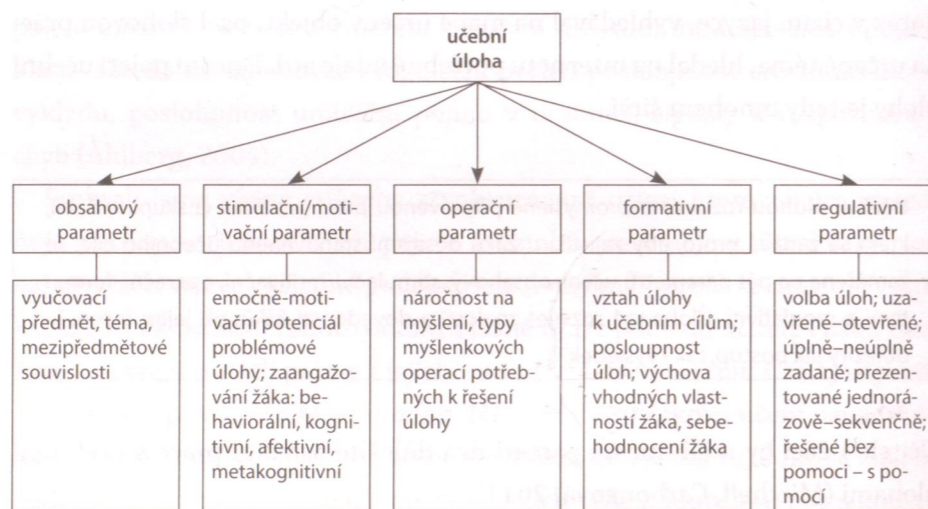 učební
úloha
obsahový
parametr
stimulační/moti-
vační parametr
operační
parametr
formativní
parametr
regulativní
parametr
vyučovací
předmět, téma,
mezipředmětové
souvislosti
emočně-moti-
vační potenciál
problémové
úlohy; zaangažo-
vání žáka: be-
haviorální, kogni-
tivní, afektivní,
metakognitivní
náročnost na
myšlení, typy
myšlenkových
operací potřeb-
ných k řešení
úlohy
vztah úlohy
k učebním cílům;
posloupnost
úloh; výchova
vhodných vlast-
ností žáka, sebe-
hodnocení žáka
volba úloh; uza-
vřené–otevřené;
úplně–neúplně
zadané; prezen-
tované jednorá-
zově–sekvenčně;
řešené bez
pomoci – s po-
mocí